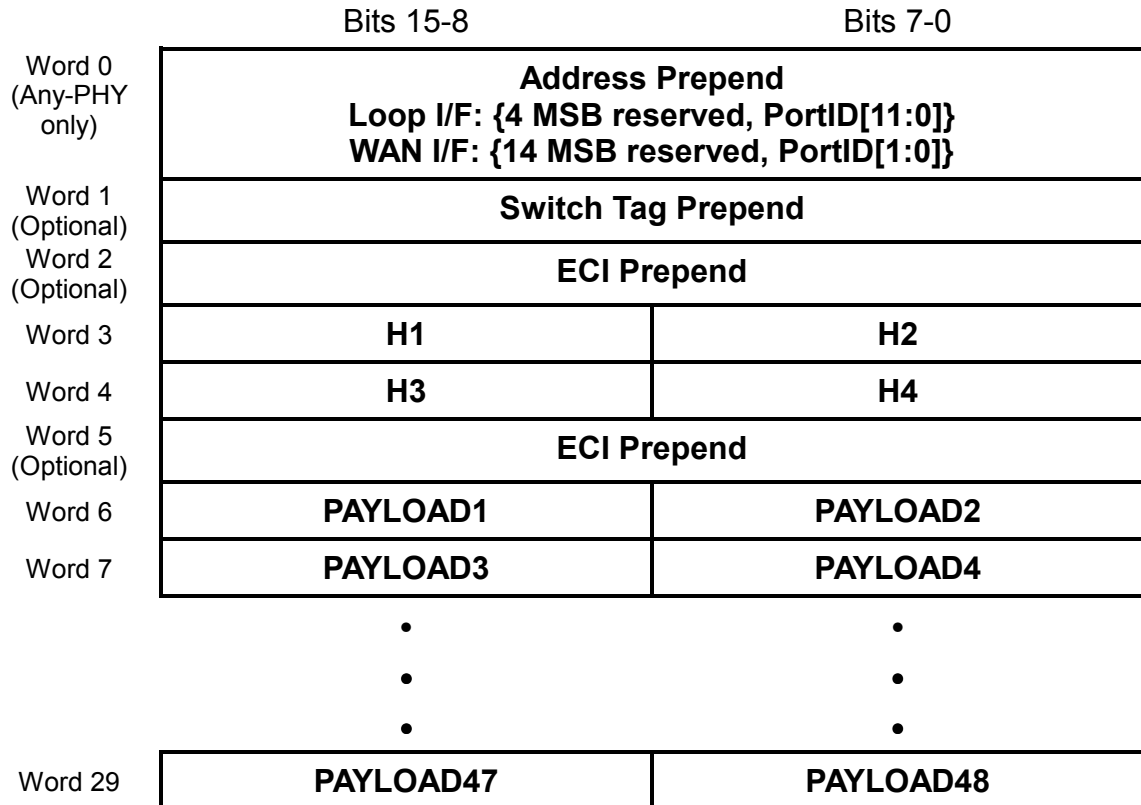 Bits 15-8 Bits 7-0
Word 0
(Any-PHY
only)
Address Prepend
Loop I/F: {4 MSB reserved, PortID[11:0]}
WAN I/F: {14 MSB reserved, PortID[1:0]}
Word 1
(Optional)
Switch Tag Prepend
Word 2
(Optional)
ECI Prepend
Word 3 H1 H2
Word 4 H3 H4
Word 5
(Optional)
ECI Prepend
Word 6 PAYLOAD1 PAYLOAD2
Word 7 PAYLOAD3 PAYLOAD4
• •
• •
• •
Word 29 PAYLOAD47 PAYLOAD48